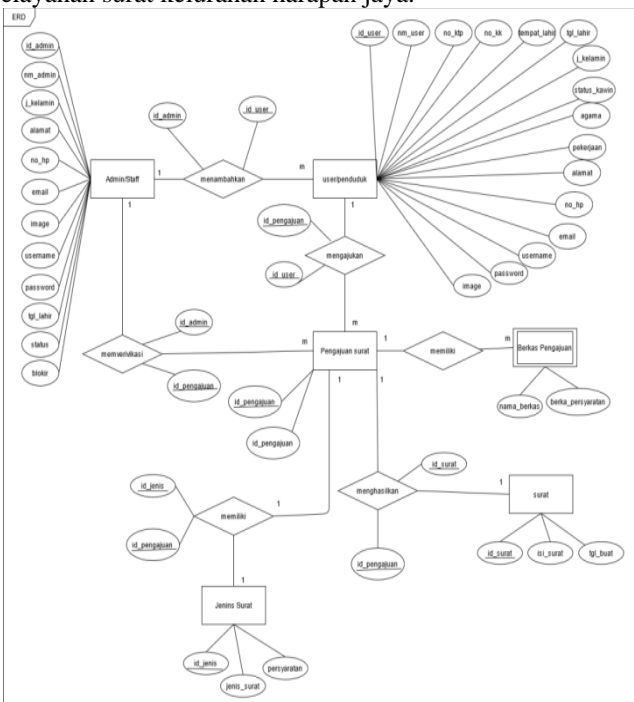 elayanan surat kelurahan harapan jaya.
ERD
id_admin
nm_admin
j_kelamin
alamat
no_hp
email
image
username
password
tgl_lahir
status
blokir
Admin/Staff
1
id_admin
id_user
menambahkan
m
user/penduduk
id_user
nm_user
no_ktp
no_kk
tempat_lahir
tgl_lahir
j_kelamin
status_kawin
agama
pekerjaan
alamat
no_hp
email
username
password
image
1
1
id_pengajuan
mengajukan
id_user
m
id_admin
memverivikasi
id_pengajuan
m
Pengajuan surat
1
memiliki
m
Berkas Pengajuan
nama_berkas
berka_persyaratan
id_pengajuan
id_pengajuan
1
1
id_surat
menghasilkan
1
surat
id_pengajuan
id_surat
isi_surat
tgl_buat
id_jenis
memiliki
1
id_pengajuan
1
Jenins Surat
id_jenis
jenis_surat
persyaratan